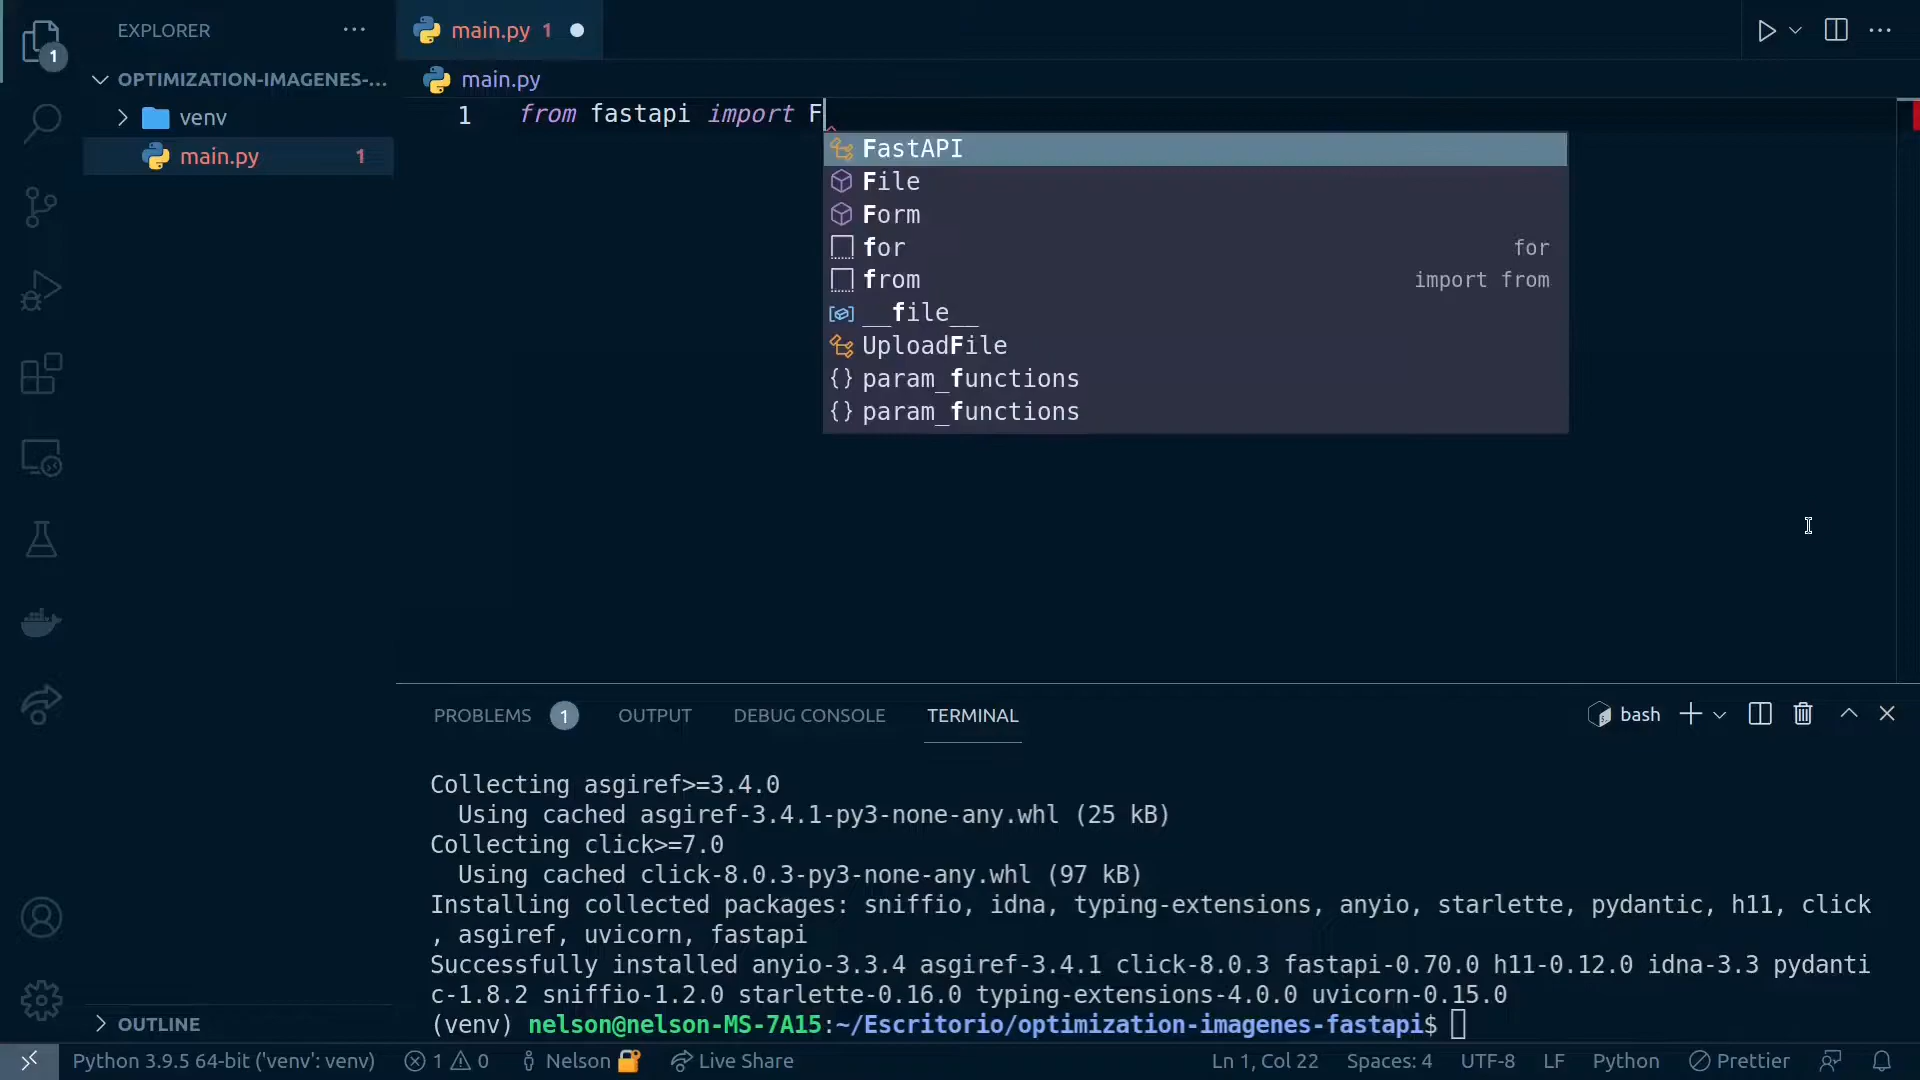 EXPLORER
main.py 1
1
OPTIMIZATION-IMAGENES-...
main.py
venv
main.py 1
1 from fastapi import F
FastAPI
File
Form
for for
from import from
__file__
UploadFile
param_functions
param_functions
PROBLEMS 1 OUTPUT DEBUG CONSOLE TERMINAL bash
Collecting asgiref>=3.4.0
Using cached asgiref-3.4.1-py3-none-any.whl (25 kB)
Collecting click>=7.0
Using cached click-8.0.3-py3-none-any.whl (97 kB)
Installing collected packages: sniffio, idna, typing-extensions, anyio, starlette, pydantic, h11, click
, asgiref, uvicorn, fastapi
Successfully installed anyio-3.3.4 asgiref-3.4.1 click-8.0.3 fastapi-0.70.0 h11-0.12.0 idna-3.3 pydanti
c-1.8.2 sniffio-1.2.0 starlette-0.16.0 typing-extensions-4.0.0 uvicorn-0.15.0
(venv) nelson@nelson-MS-7A15:~/Escritorio/optimization-imagenes-fastapi$
OUTLINE
Python 3.9.5 64-bit ('venv': venv) 1 0 Nelson Live Share Ln 1, Col 22 Spaces: 4 UTF-8 LF Python Prettier